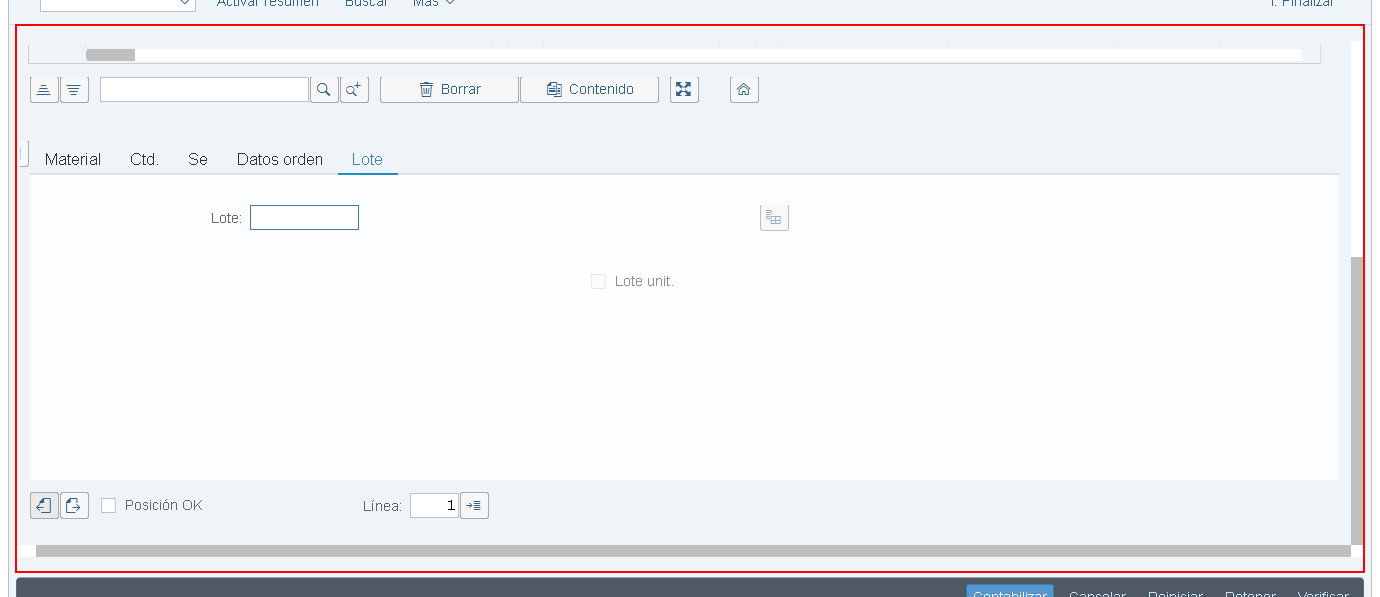 Activar resumen Buscar Más 1. Finalizar
Borrar Contenido
Material Ctd. Se Datos orden Lote
Lote:
Lote unit.
Posición OK Línea: 1
Contabilizar Cancelar Reiniciar Retener Verificar